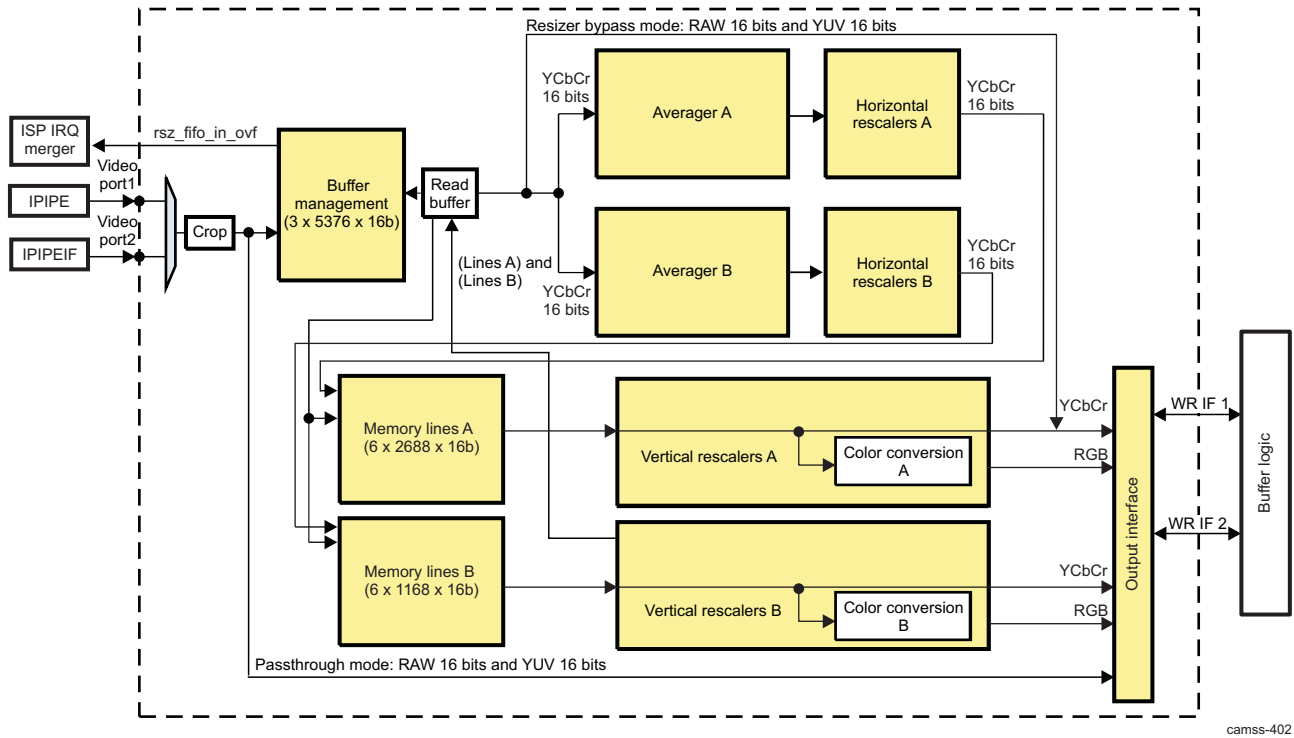 Resizer bypass mode: RAW 16 bits and YUV 16 bits
YCbCr
16 bits
Averager A
Horizontal
rescalers A
YCbCr
16 bits
ISP IRQ
merger
rsz_fifo_in_ovf
Video
port1
IPIPE
Video
port2
IPIPEIF
Crop
Buffer
management
(3 x 5376 x 16b)
Read
buffer
(Lines A) and
(Lines B)
YCbCr
16 bits
Averager B
Horizontal
rescalers B
YCbCr
16 bits
Memory lines A
(6 x 2688 x 16b)
Vertical rescalers A
Color conversion
A
YCbCr
RGB
Memory lines B
(6 x 1168 x 16b)
Vertical rescalers B
Color conversion
B
YCbCr
RGB
Output interface
WR IF 1
WR IF 2
Buffer logic
Passthrough mode: RAW 16 bits and YUV 16 bits
camss-402